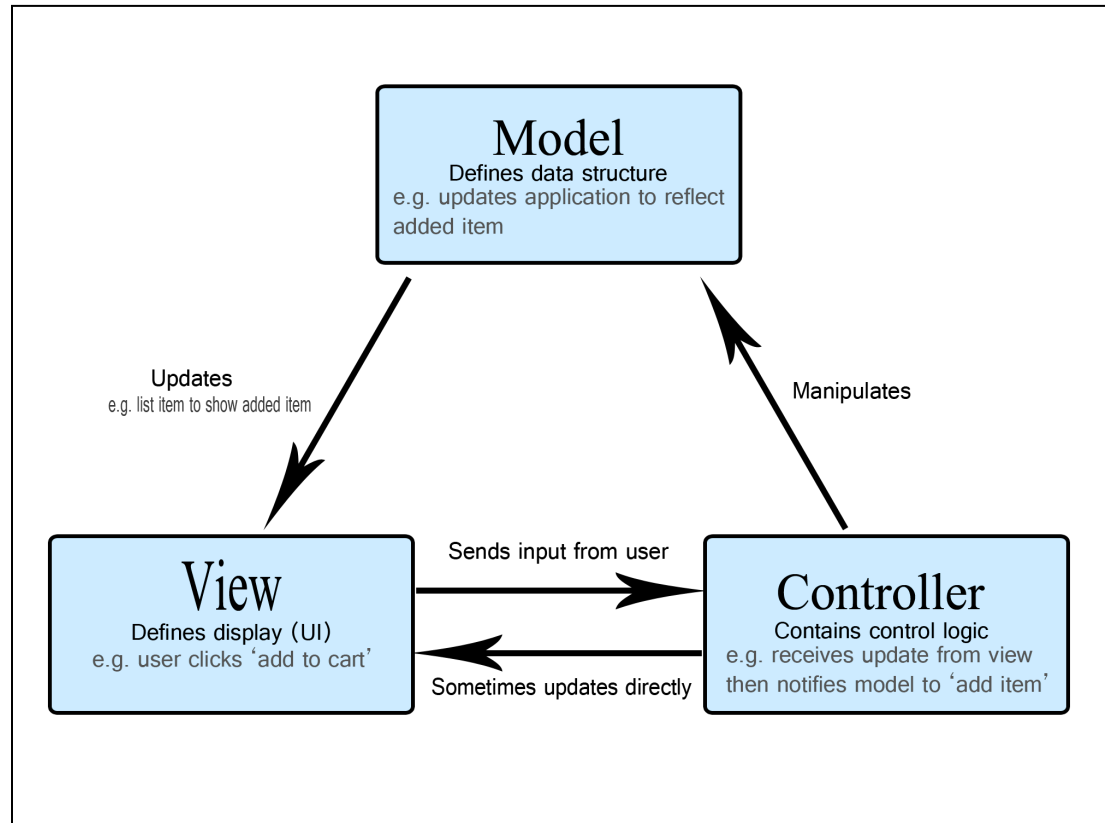 Model
Defines data structure
e.g. updates application to reflect
added item
Updates
e.g. list item to show added item
Manipulates
Sends input from user
View
Defines display (UI)
e.g. user clicks ‘add to cart’
Sometimes updates directly
Controller
Contains control logic
e.g. receives update from view
then notifies model to ‘add item’